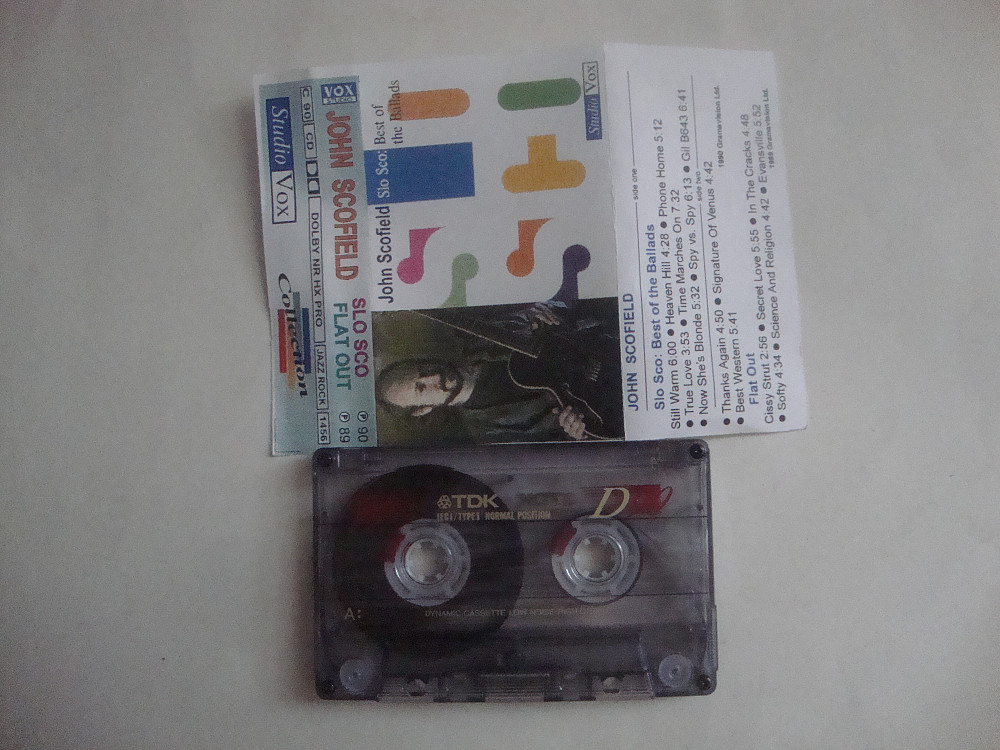 Studio Vox
Collection
C 90 CD DOLBY NR HX PRO JAZZ ROCK 1456
VOX
STUDIO
JOHN SCOFIELD
SLO SCO ℗ 90
FLAT OUT ℗ 89
John Scofield Slo Sco: Best of
the Ballads
Studio Vox
JOHN SCOFIELD
side one
Slo Sco: Best of the Ballads
Still Warm 6:00 ● Heaven Hill 4:28 ● Phone Home 5:12
● True Love 3:53 ● Time Marches On 7:32
● Now She's Blonde 5:32 ● Spy vs. Spy 6:13 ● Gil B643 6:41
side two
● Thanks Again 4:50 ● Signature Of Venus 4:42
● Best Western 5:41
1990 Gramavision Ltd.
Flat Out
Cissy Strut 2:56 ● Secret Love 5:55 ● In The Cracks 4:48
● Softy 4:34 ● Science And Religion 4:42 ● Evansville 5:52
1989 Gramavision Ltd.
TDK D
IECI/TYPEI NORMAL POSITION
A:
DYNAMIC CASSETTE LOW NOISE